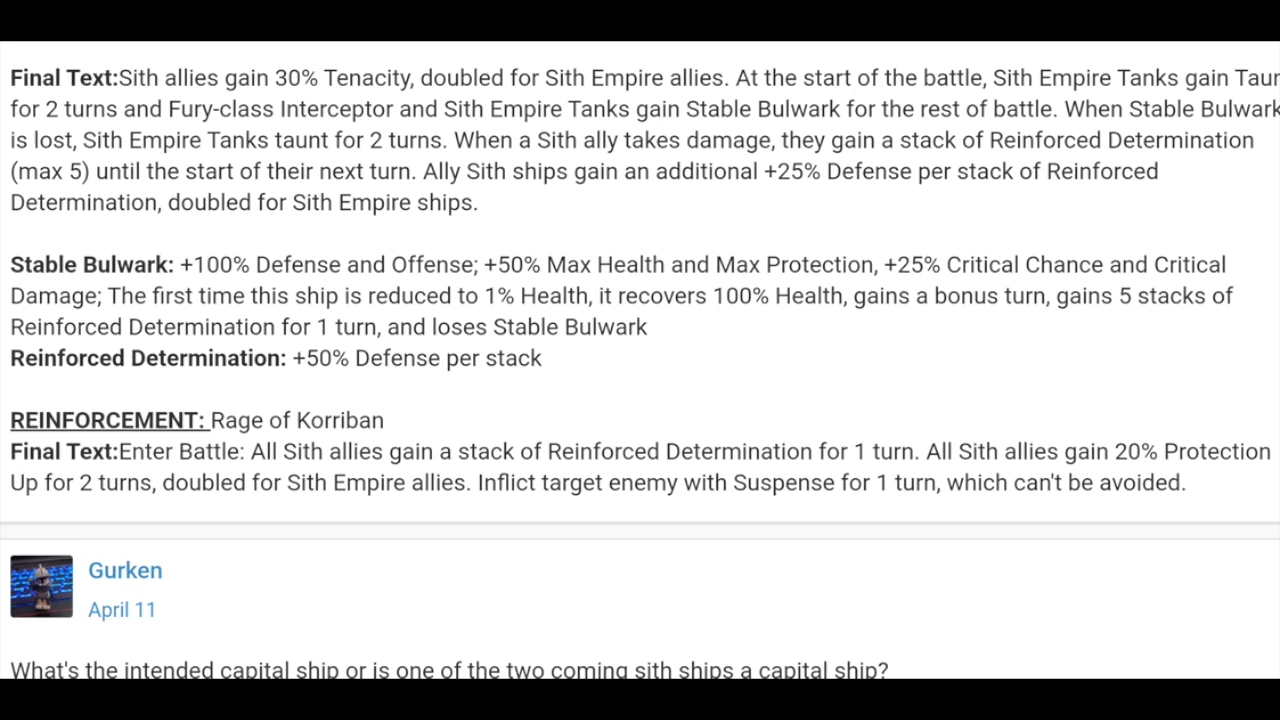 Final Text:Sith allies gain 30% Tenacity, doubled for Sith Empire allies. At the start of the battle, Sith Empire Tanks gain
for 2 turns and Fury-class Interceptor and Sith Empire Tanks gain Stable Bulwark for the rest of battle. When Stable Bulwark
is lost, Sith Empire Tanks taunt for 2 turns. When a Sith ally takes damage, they gain a stack of Reinforced Determination
(max 5) until the start of their next turn. Ally Sith ships gain an additional +25% Defense per stack of Reinforced
Determination, doubled for Sith Empire ships.
Stable Bulwark: +100% Defense and Offense; +50% Max Health and Max Protection, +25% Critical Chance and Critical
Damage; The first time this ship is reduced to 1% Health, it recovers 100% Health, gains a bonus turn, gains 5 stacks of
Reinforced Determination for 1 turn, and loses Stable Bulwark
Reinforced Determination: +50% Defense per stack
REINFORCEMENT: Rage of Korriban
Final Text:Enter Battle: All Sith allies gain a stack of Reinforced Determination for 1 turn. All Sith allies gain 20% Protection
Up for 2 turns, doubled for Sith Empire allies. Inflict target enemy with Suspense for 1 turn, which can't be avoided.
Gurken
April 11
What's the intended capital ship or is one of the two coming sith ships a capital ship?